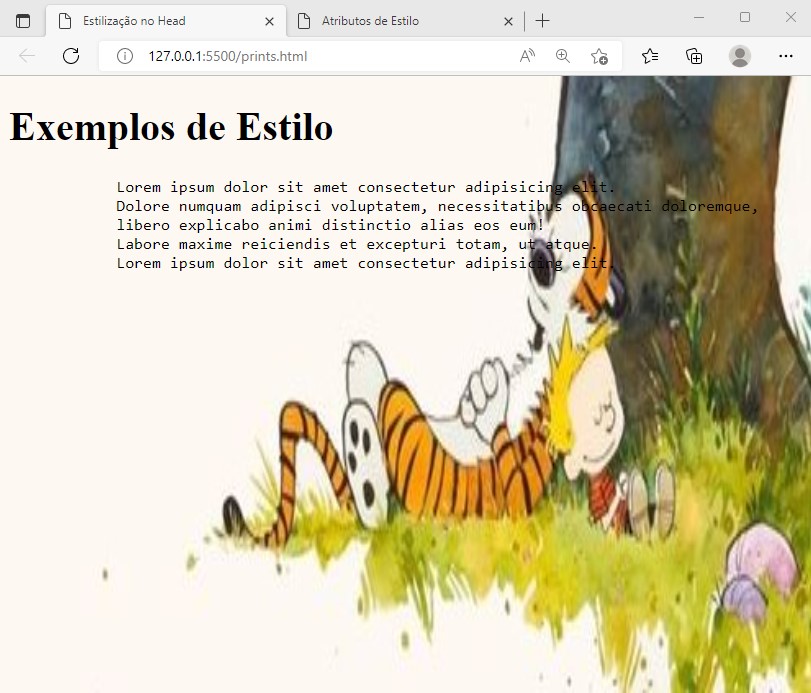 Estilização no Head
Atributos de Estilo
127.0.0.1:5500/prints.html
Exemplos de Estilo
Lorem ipsum dolor sit amet consectetur adipisicing elit.
Dolore numquam adipisci voluptatem, necessitatibus obcaecati doloremque,
libero explicabo animi distinctio alias eos eum!
Labore maxime reiciendis et excepturi totam, ut atque.
Lorem ipsum dolor sit amet consectetur adipisicing elit.